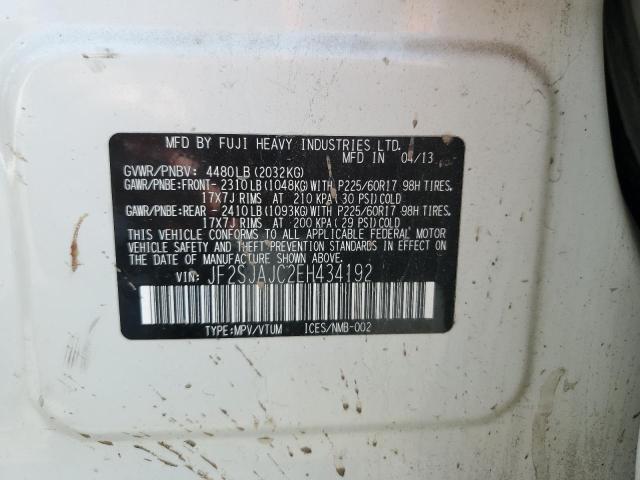 MFD BY FUJI HEAVY INDUSTRIES LTD.
MFD IN 04/13
GVWR/PNBV: 4480LB(2032KG)
GAWR/PNBE:FRONT- 2310LB(1048KG)WITH P225/60R17 98H TIRES,
17X7J RIMS AT 210 KPA(30 PSI)COLD
GAWR/PNBE:REAR - 2410LB(1093KG)WITH P225/60R17 98H TIRES,
17X7J RIMS AT 200 KPA(29 PSI)COLD
THIS VEHICLE CONFORMS TO ALL APPLICABLE FEDERAL MOTOR
VEHICLE SAFETY AND THEFT PREVENTION STANDARDS IN EFFECT ON
THE DATE OF MANUFACTURE SHOWN ABOVE.
VIN: JF2SJAJC2EH434192
TYPE:MPV/VTUM ICES/NMB-002